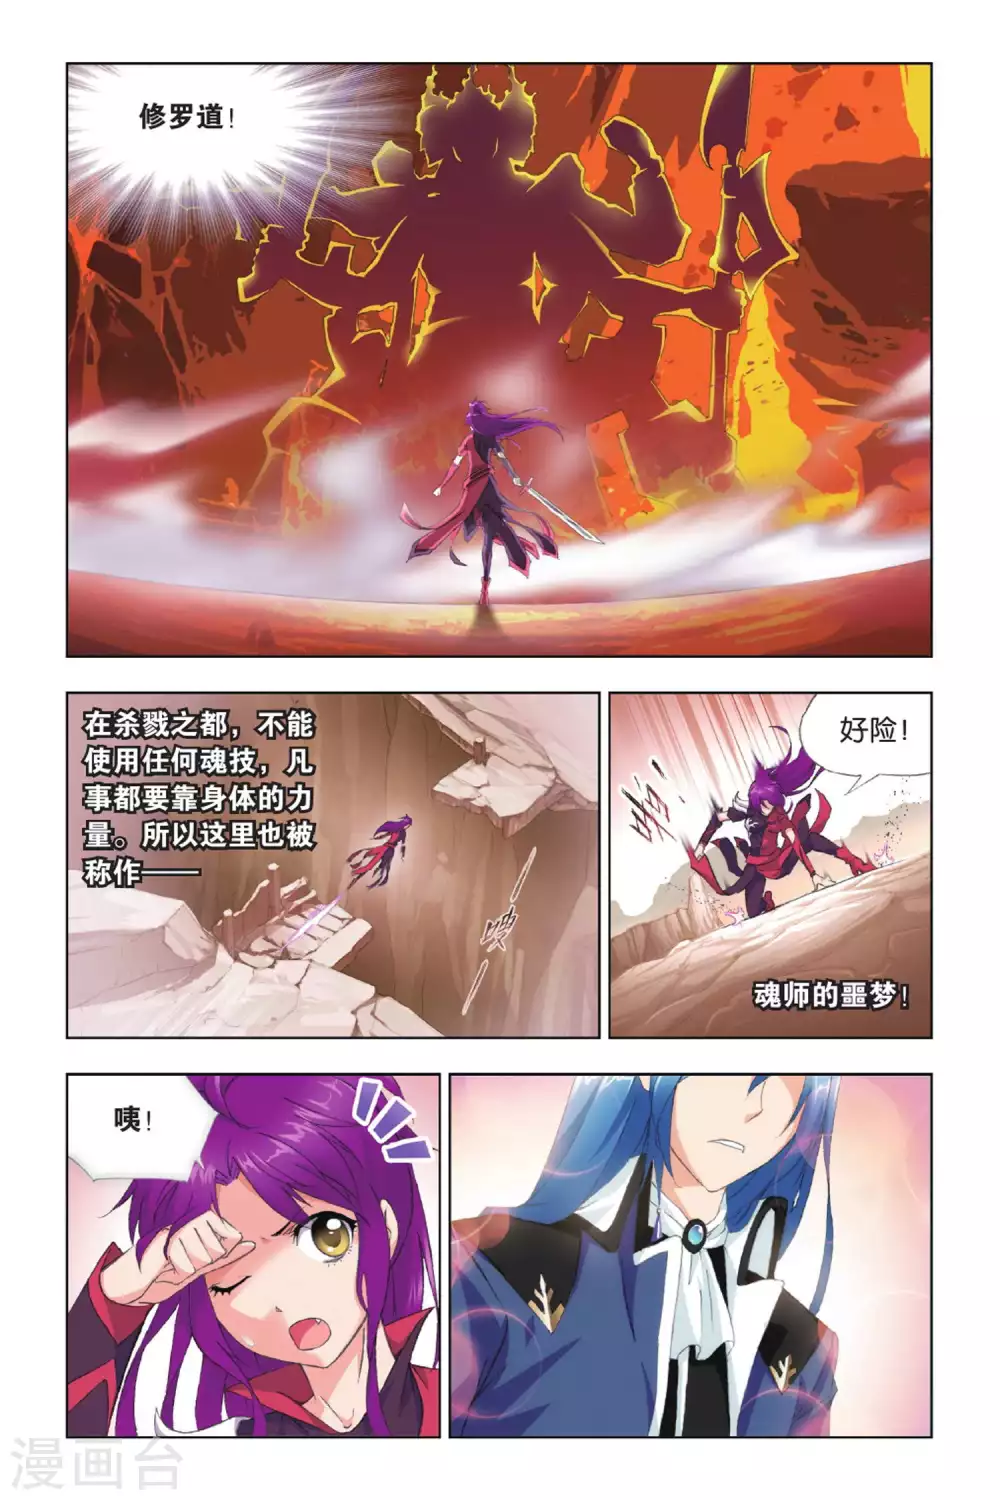 修罗道！
在杀戮之都，不能
使用任何魂技，凡
事都要靠身体的力
量。所以这里也被
称作——
嗖
好险！
魂师的噩梦！
咦！
漫画台